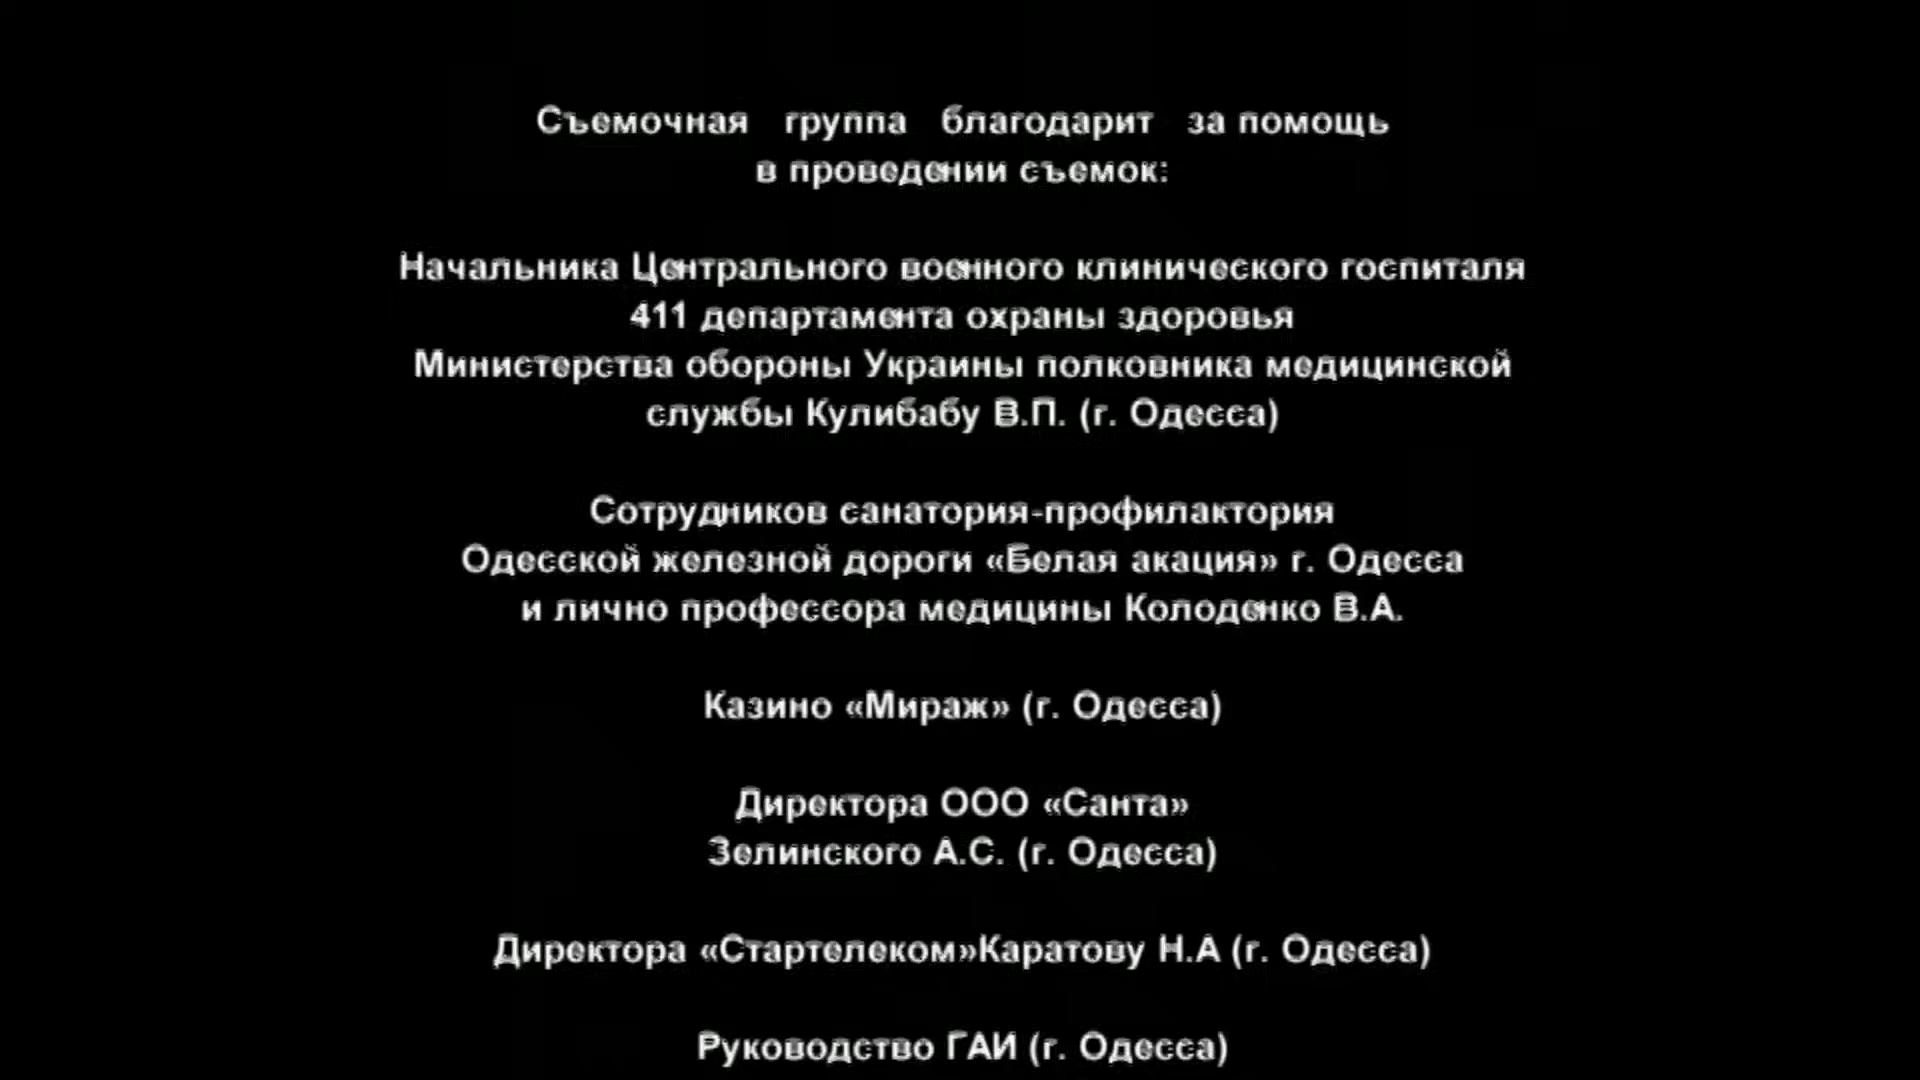 Съемочная группа благодарит за помощь
в проведении съемок:
Начальника Центрального военного клинического госпиталя
411 департамента охраны здоровья
Министерства обороны Украины полковника медицинской
службы Кулибабу В.П. (г. Одесса)
Сотрудников санатория-профилактория
Одесской железной дороги «Белая акация» г. Одесса
и лично профессора медицины Колоденко В.А.
Казино «Мираж» (г. Одесса)
Директора ООО «Санта»
Зелинского А.С. (г. Одесса)
Директора «Стартелеком»Каратову Н.А (г. Одесса)
Руководство ГАИ (г. Одесса)